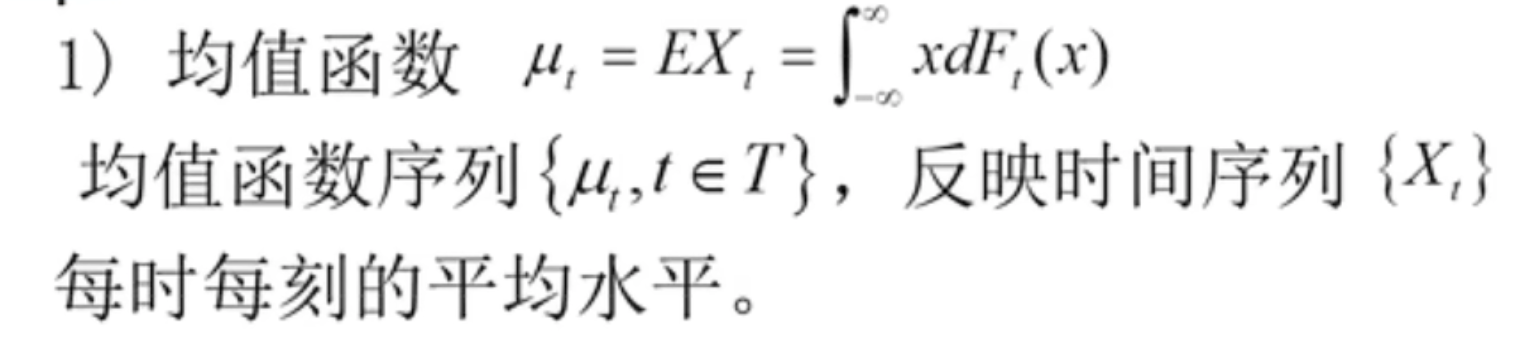 1) 均值函数 μ_t = EX_t = ∫_{-∞}^{∞} xdF_t(x)
均值函数序列{μ_t,t∈T}，反映时间序列 {X_t}
每时每刻的平均水平。